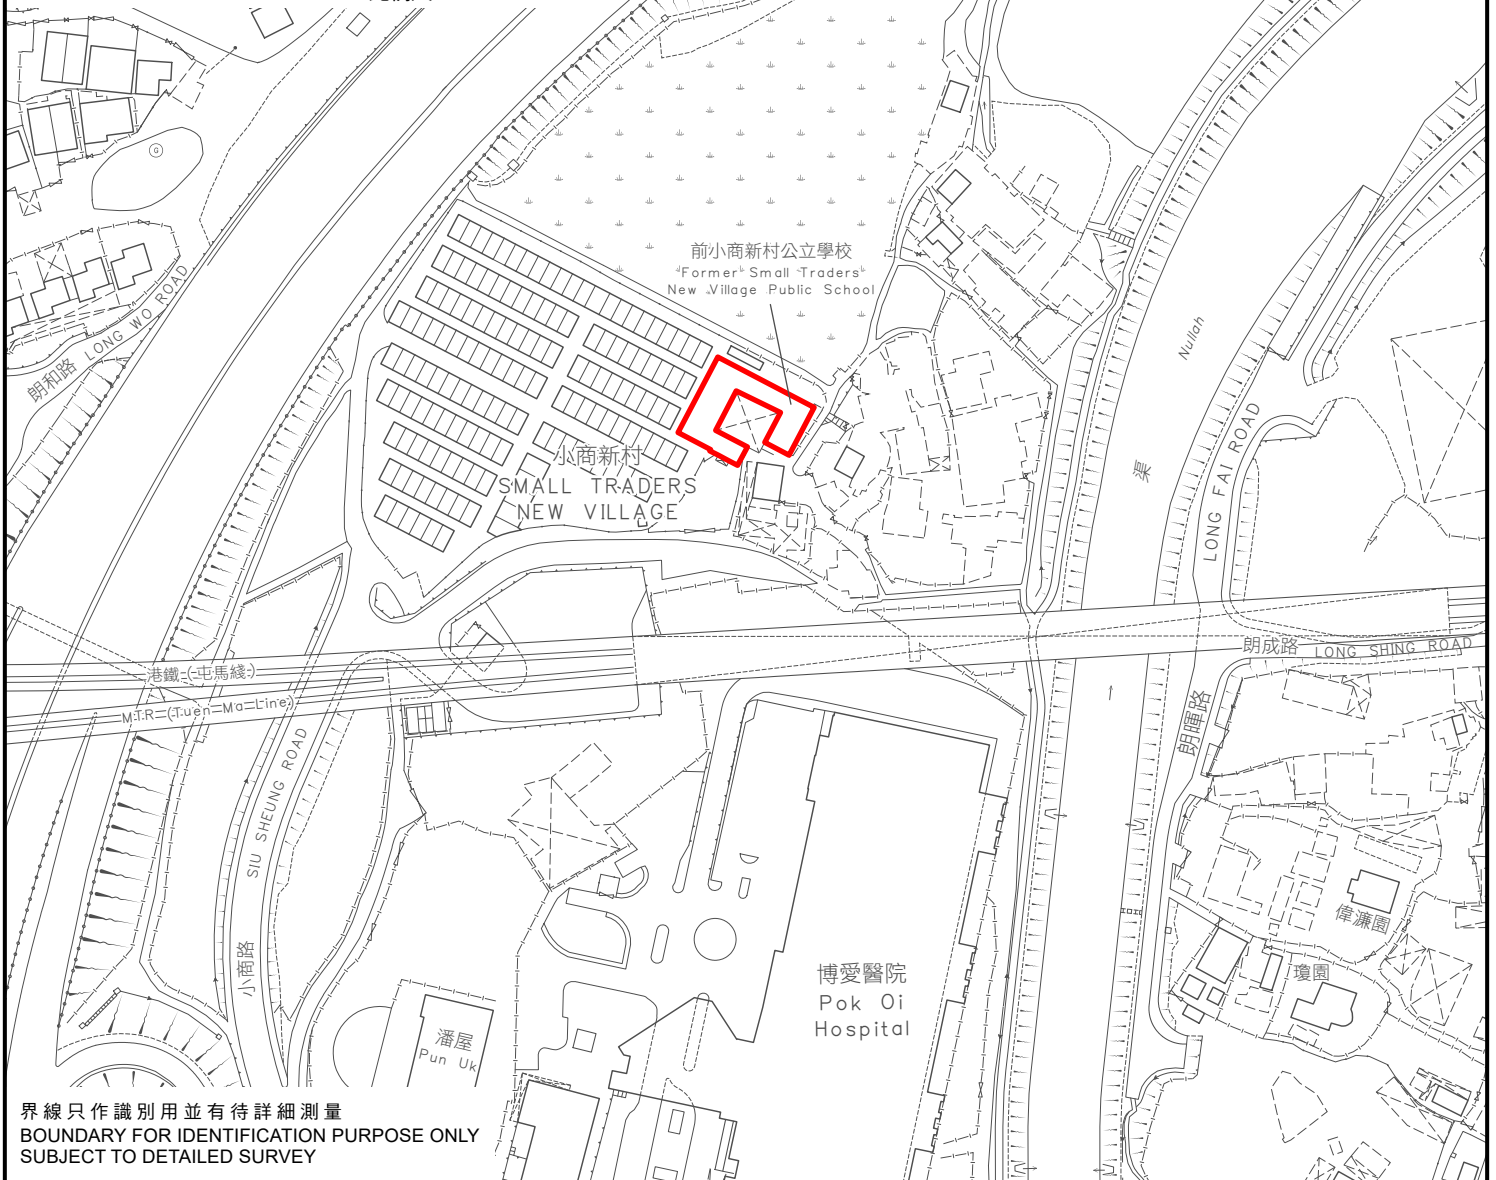 前小商新村公立學校
Former Small Traders'
New Village Public School
朗和路 LONG WO ROAD
Nullah
渠
LONG FAI ROAD
朗暉路
小商新村
SMALL TRADERS
NEW VILLAGE
港鐵 (屯馬綫)
MTR (Tuen Ma Line)
朗成路 LONG SHING ROAD
小商路 SIU SHEUNG ROAD
G
偉濂園
瓊園
博愛醫院
Pok Oi
Hospital
潘屋
Pun Uk
界線只作識別用並有待詳細測量
BOUNDARY FOR IDENTIFICATION PURPOSE ONLY
SUBJECT TO DETAILED SURVEY